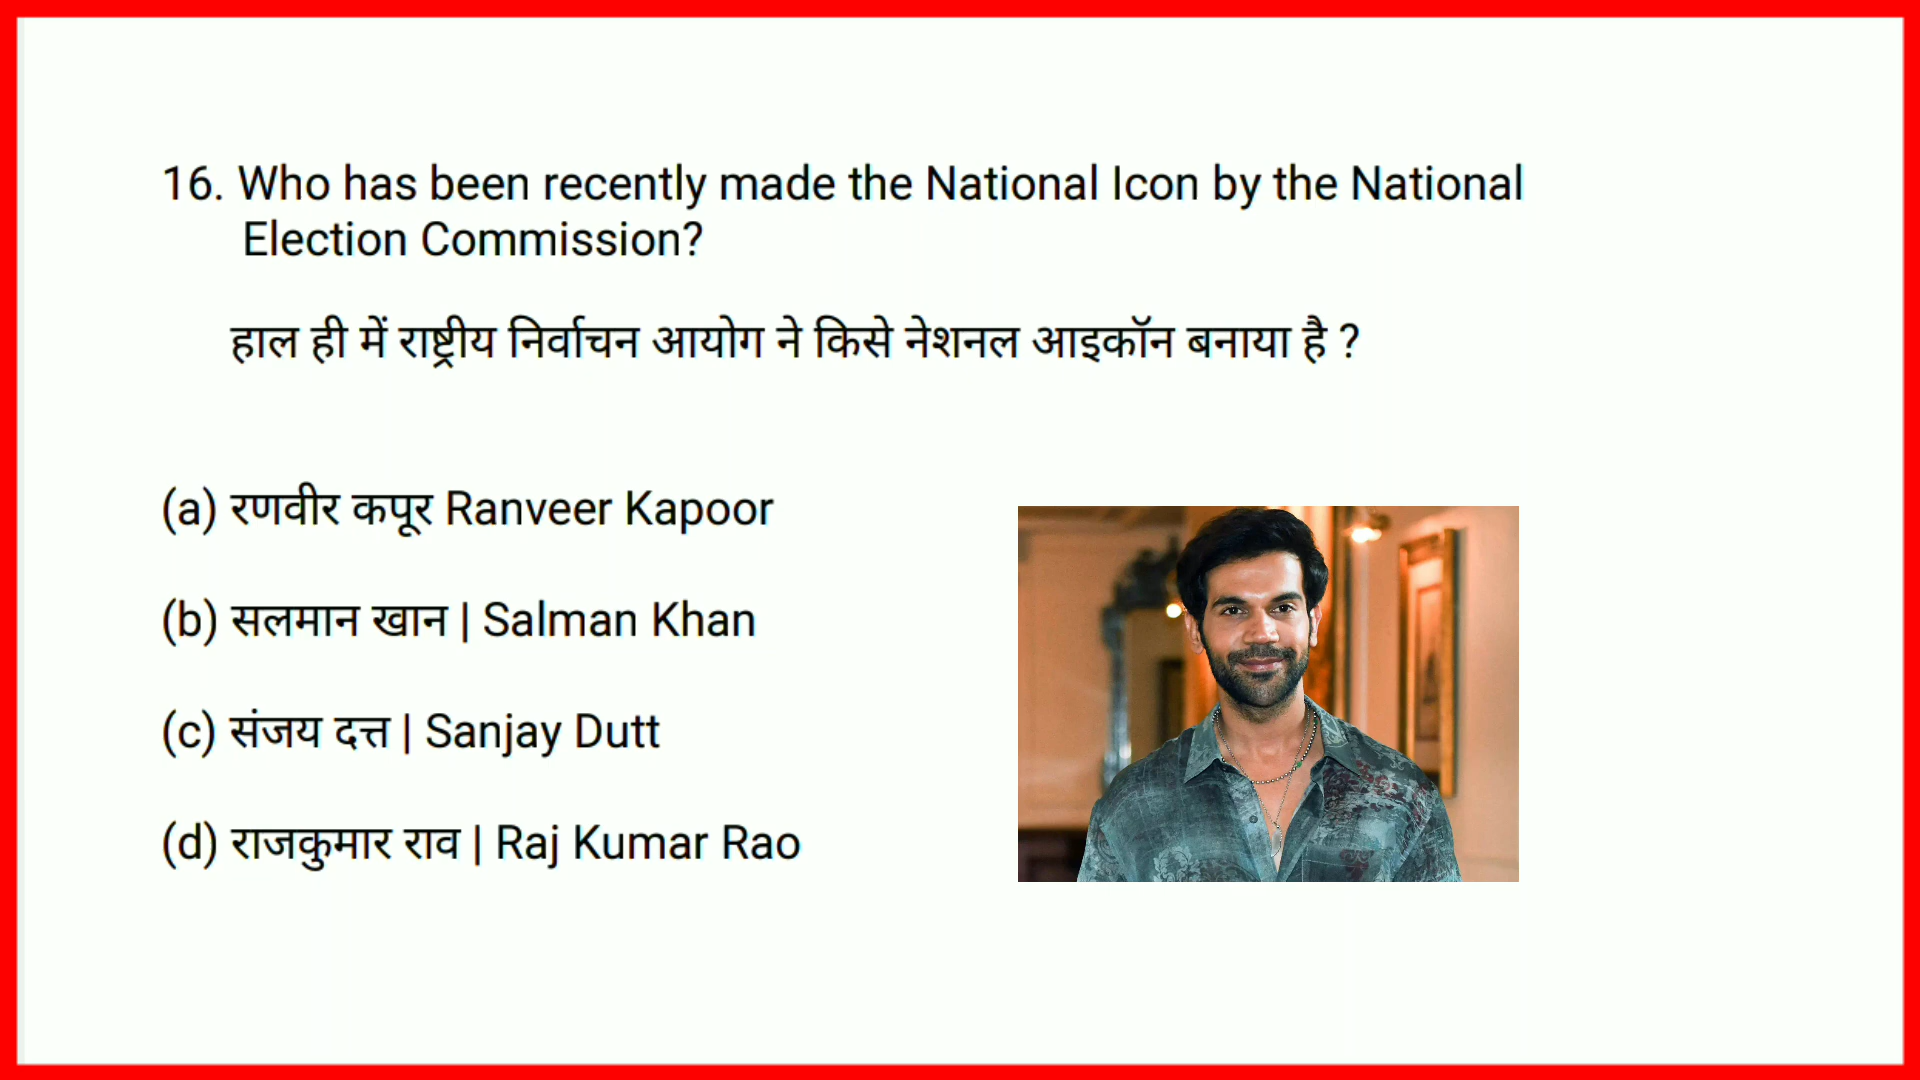 16. Who has been recently made the National Icon by the National
Election Commission?
हाल ही में राष्ट्रीय निर्वाचन आयोग ने किसे नेशनल आइकॉन बनाया है ?
(a) रणवीर कपूर Ranveer Kapoor
(b) सलमान खान | Salman Khan
(c) संजय दत्त | Sanjay Dutt
(d) राजकुमार राव | Raj Kumar Rao